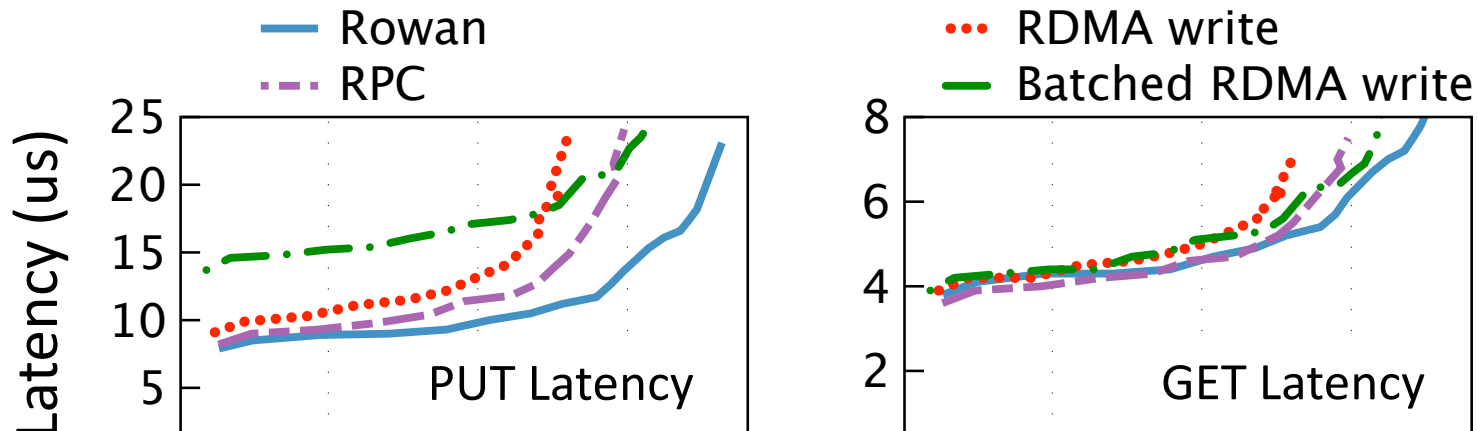 Rowan
RPC
RDMA write
Batched RDMA write
Latency (us)
25
20
15
10
5
PUT Latency
8
6
4
2
GET Latency